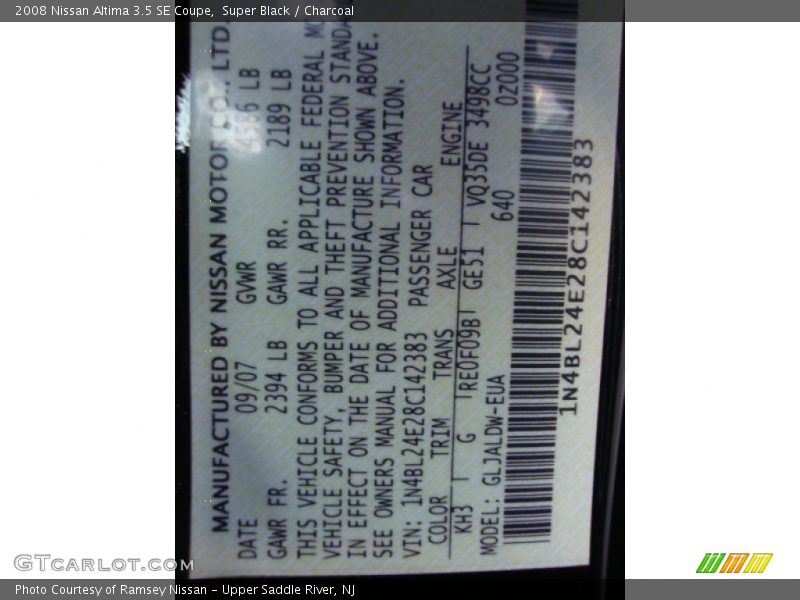 2008 Nissan Altima 3.5 SE Coupe,  Super Black / Charcoal
MANUFACTURED BY NISSAN MOTOR CO., LTD.
DATE 09/07 GVWR 4586 LB
GAWR FR. 2394 LB GAWR RR. 2189 LB
THIS VEHICLE CONFORMS TO ALL APPLICABLE FEDERAL
VEHICLE SAFETY, BUMPER AND THEFT PREVENTION
IN EFFECT ON THE DATE OF MANUFACTURE SHOWN ABOVE.
SEE OWNERS MANUAL FOR ADDITIONAL INFORMATION.
VIN: 1N4BL24E28C142383 PASSENGER CAR
COLOR TRIM TRANS AXLE ENGINE
KH3 G RE0F09B GE51 VQ35DE 3498CC
MODEL: GLJALDW-EUA 640 0Z000
1N4BL24E28C142383
GTCarLot.com
Photo Courtesy of Ramsey Nissan - Upper Saddle River, NJ